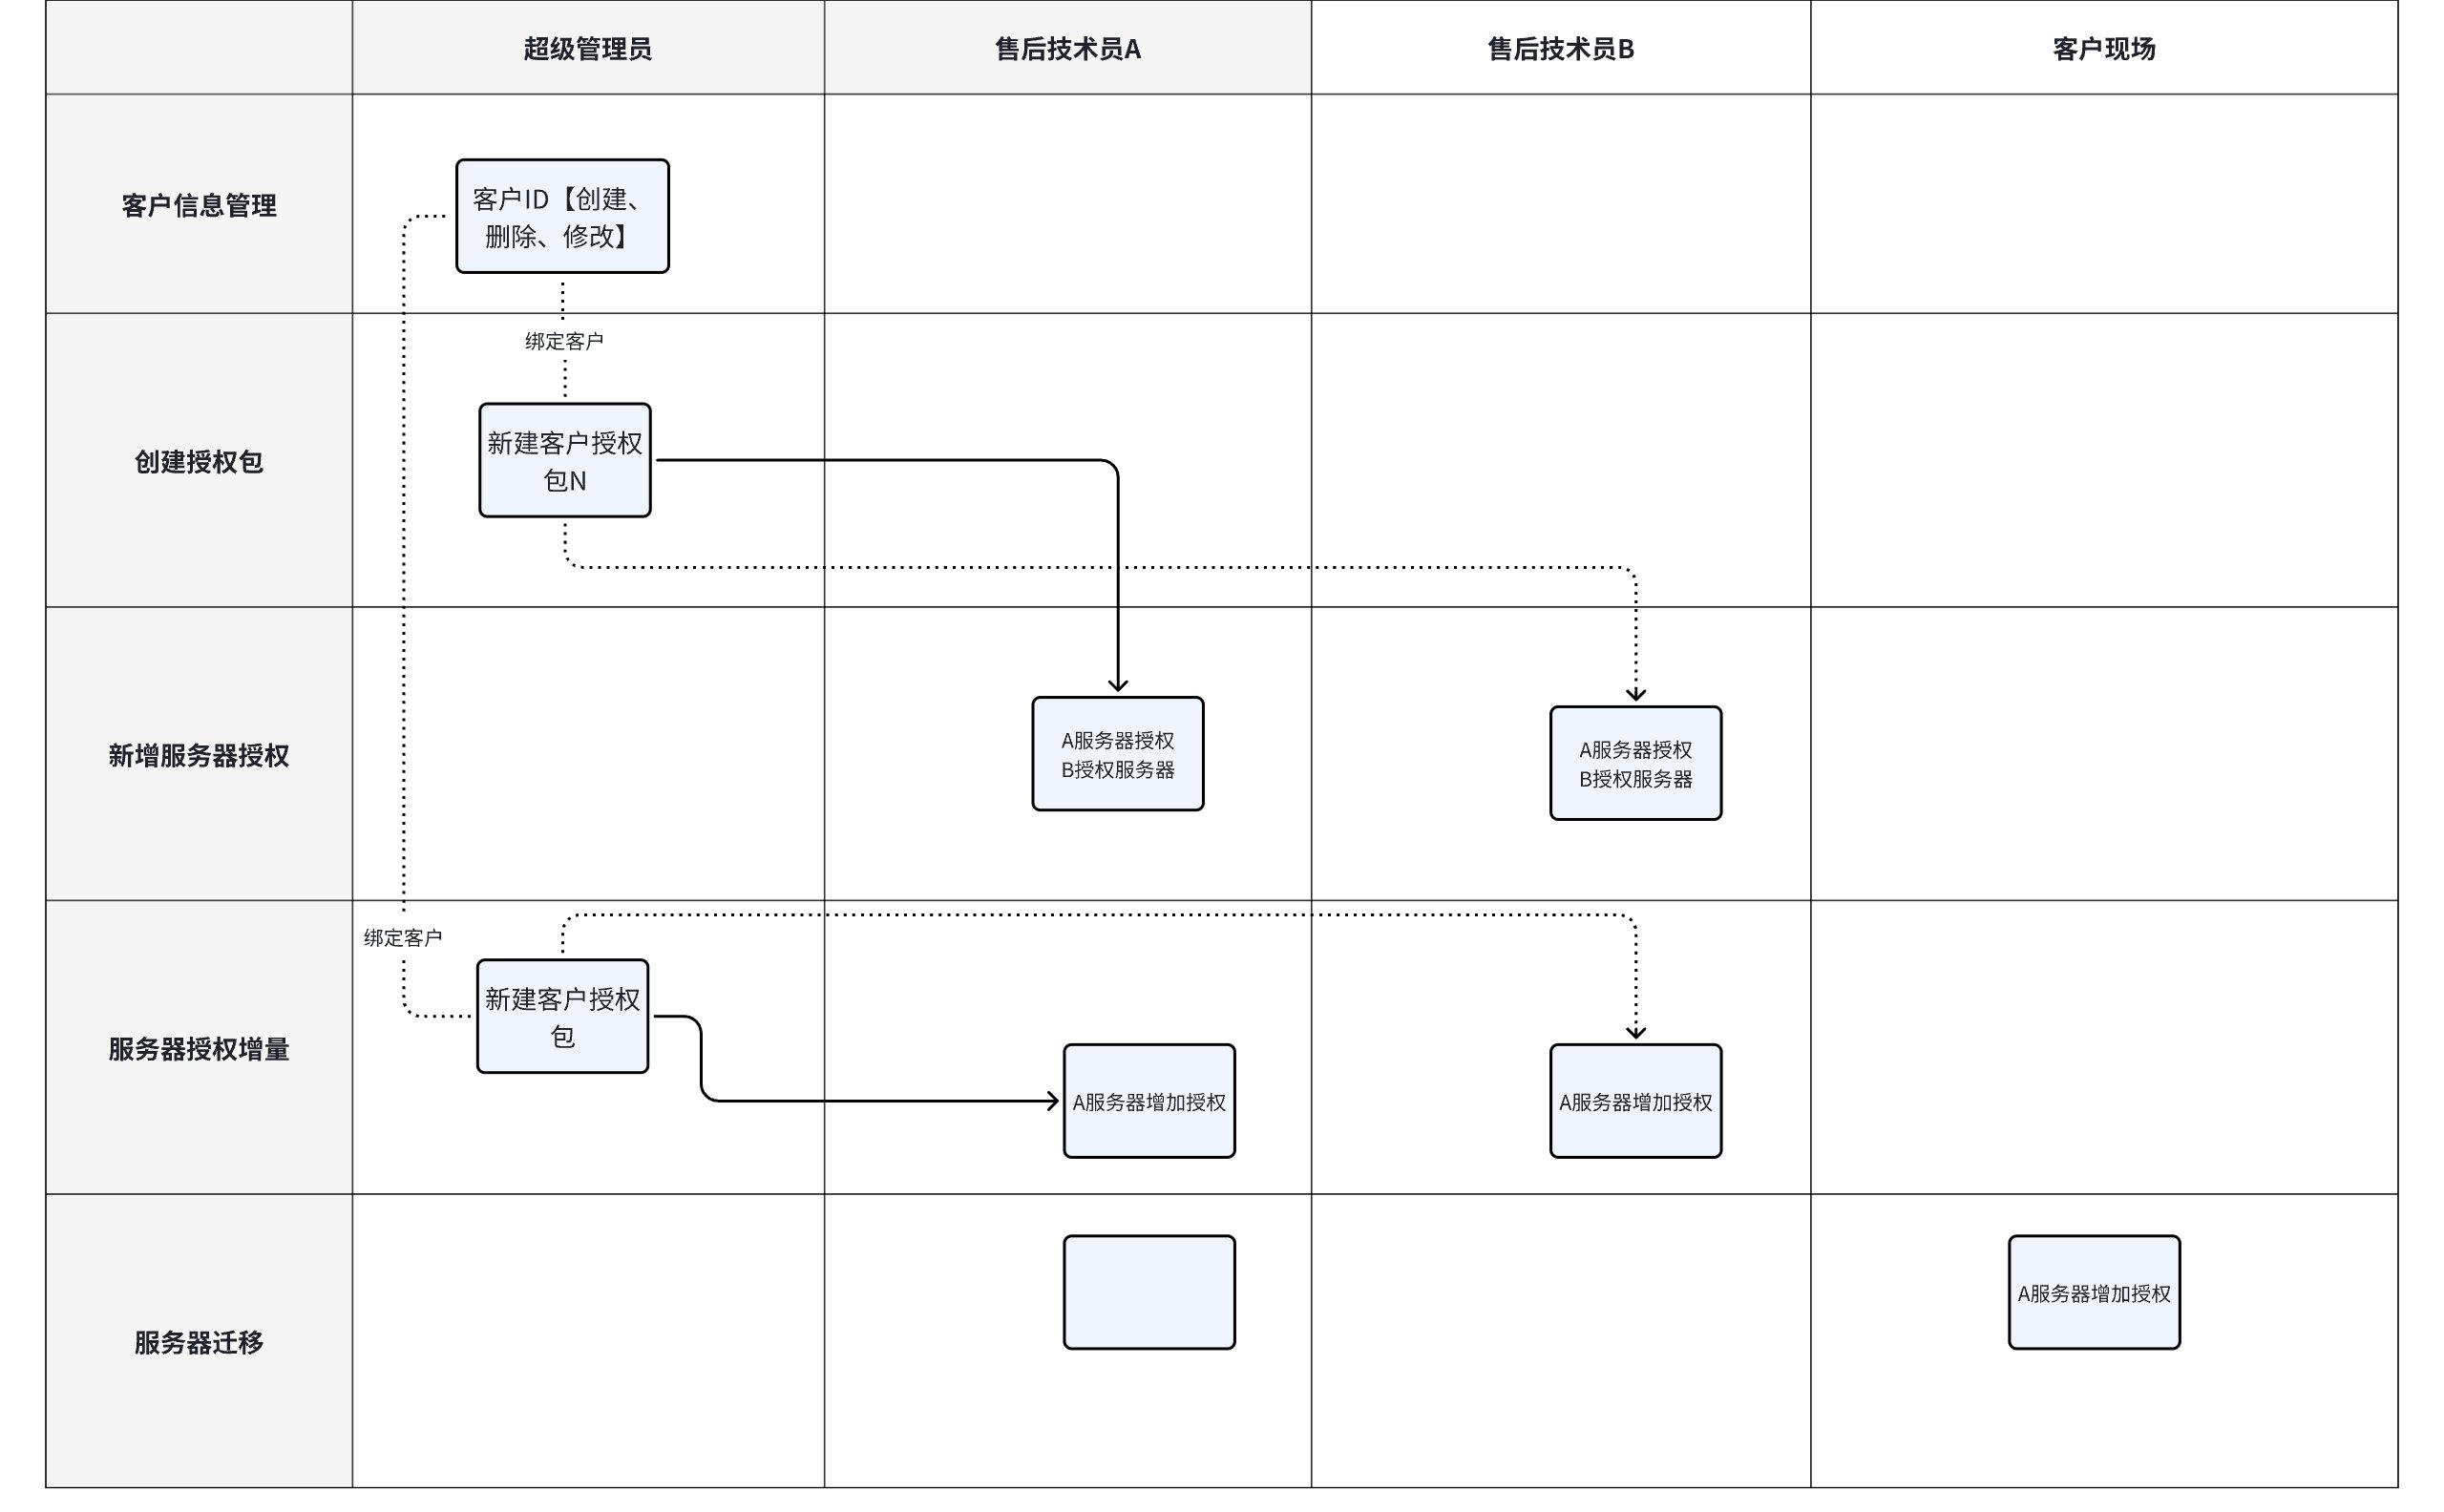 超级管理员
售后技术员A
售后技术员B
客户现场
客户信息管理
客户ID【创建、
删除、修改】
绑定客户
创建授权包
新建客户授权
包N
新增服务器授权
A服务器授权
B授权服务器
A服务器授权
B授权服务器
绑定客户
服务器授权增量
新建客户授权
包
A服务器增加授权
A服务器增加授权
服务器迁移
A服务器增加授权